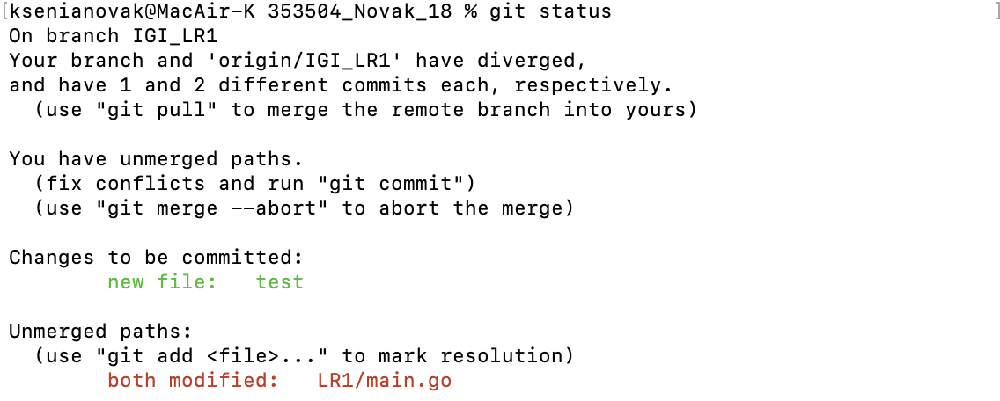 [ksenianovak@MacAir-K 353504_Novak_18 % git status ]
On branch IGI_LR1
Your branch and 'origin/IGI_LR1' have diverged,
and have 1 and 2 different commits each, respectively.
  (use "git pull" to merge the remote branch into yours)

You have unmerged paths.
  (fix conflicts and run "git commit")
  (use "git merge --abort" to abort the merge)

Changes to be committed:
        new file:   test

Unmerged paths:
  (use "git add <file>..." to mark resolution)
        both modified:   LR1/main.go